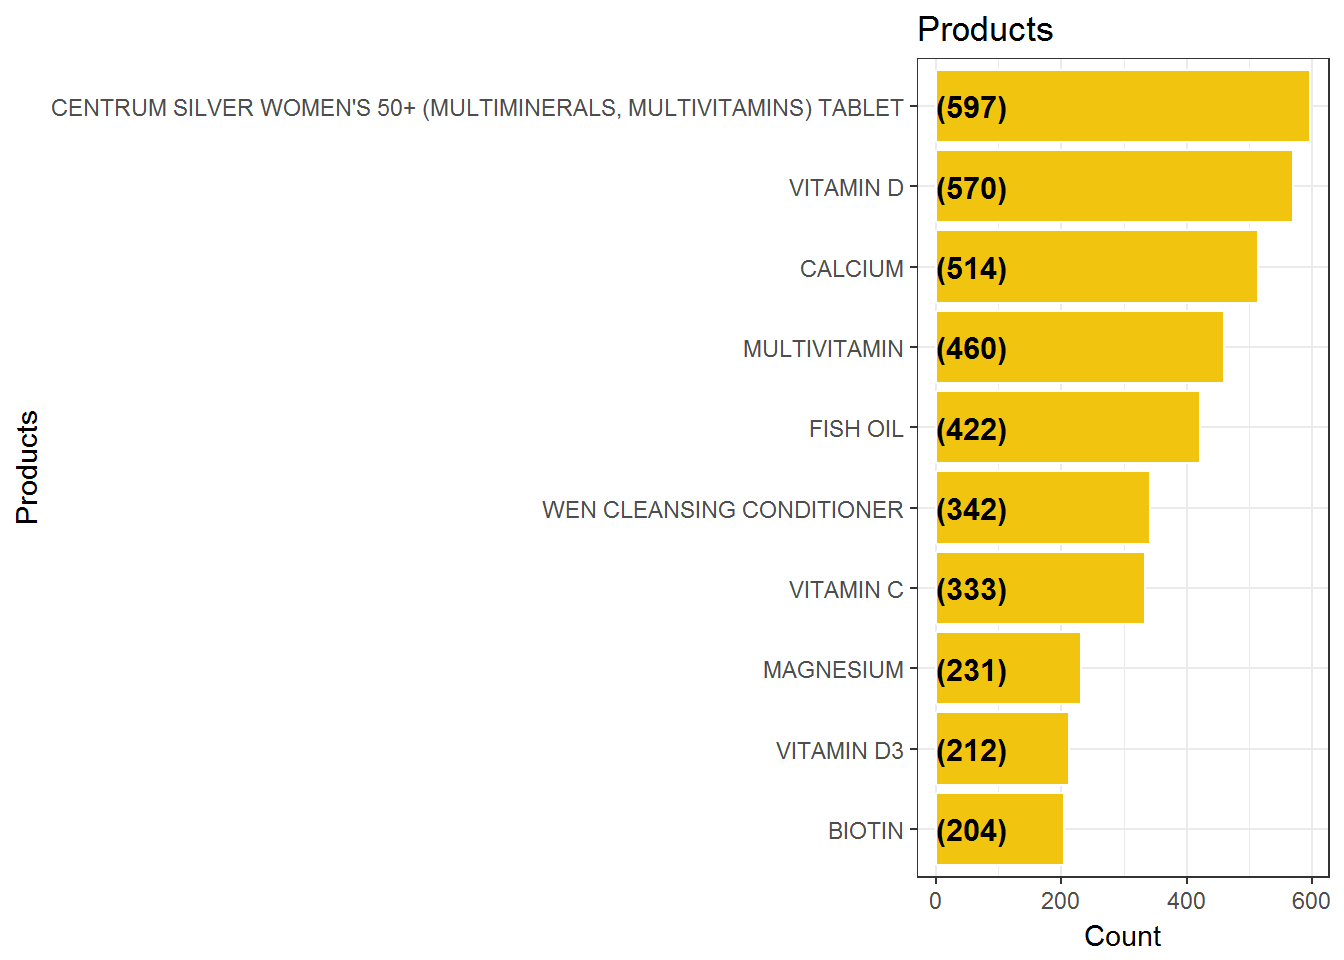 Products
CENTRUM SILVER WOMEN'S 50+ (MULTIMINERALS, MULTIVITAMINS) TABLET (597)
VITAMIN D (570)
CALCIUM (514)
MULTIVITAMIN (460)
FISH OIL (422)
WEN CLEANSING CONDITIONER (342)
VITAMIN C (333)
MAGNESIUM (231)
VITAMIN D3 (212)
BIOTIN (204)
0 200 400 600
Count
Products